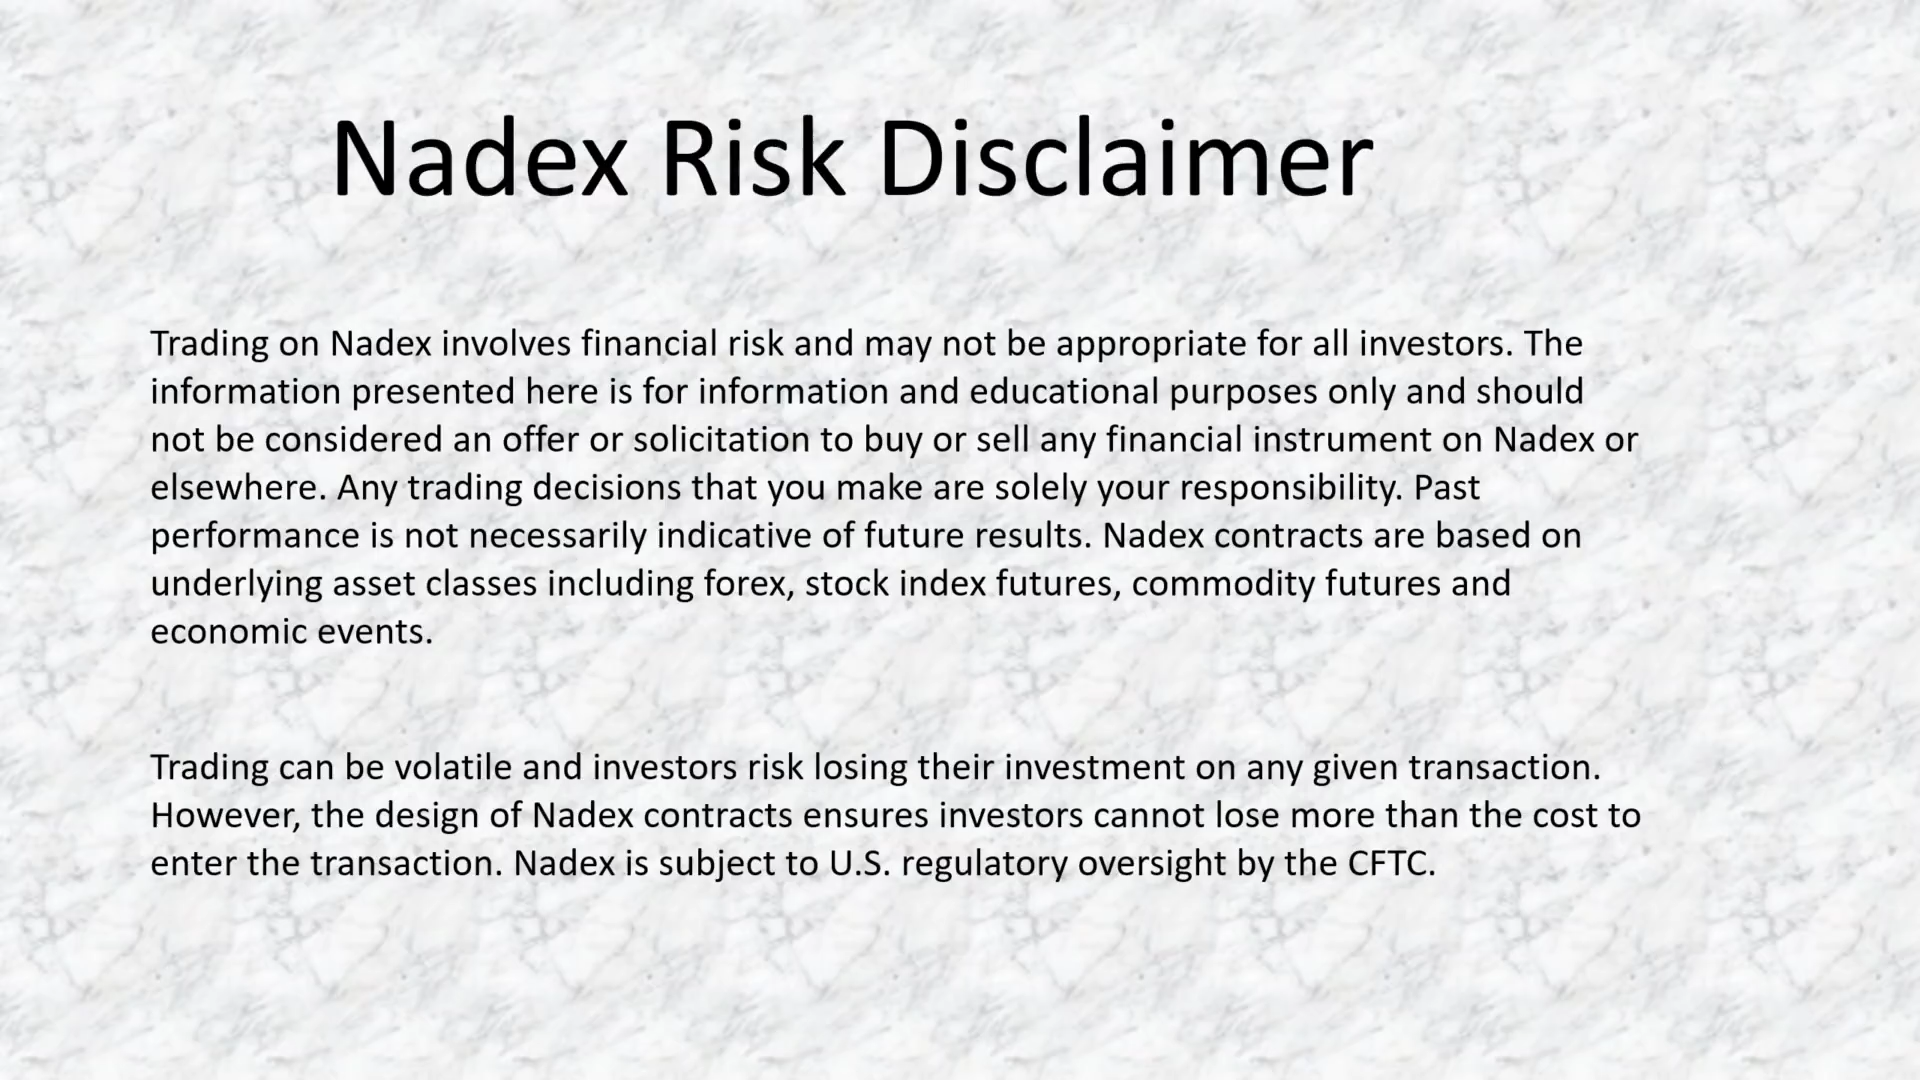 Nadex Risk Disclaimer
Trading on Nadex involves financial risk and may not be appropriate for all investors. The
information presented here is for information and educational purposes only and should
not be considered an offer or solicitation to buy or sell any financial instrument on Nadex or
elsewhere. Any trading decisions that you make are solely your responsibility. Past
performance is not necessarily indicative of future results. Nadex contracts are based on
underlying asset classes including forex, stock index futures, commodity futures and
economic events.
Trading can be volatile and investors risk losing their investment on any given transaction.
However, the design of Nadex contracts ensures investors cannot lose more than the cost to
enter the transaction. Nadex is subject to U.S. regulatory oversight by the CFTC.